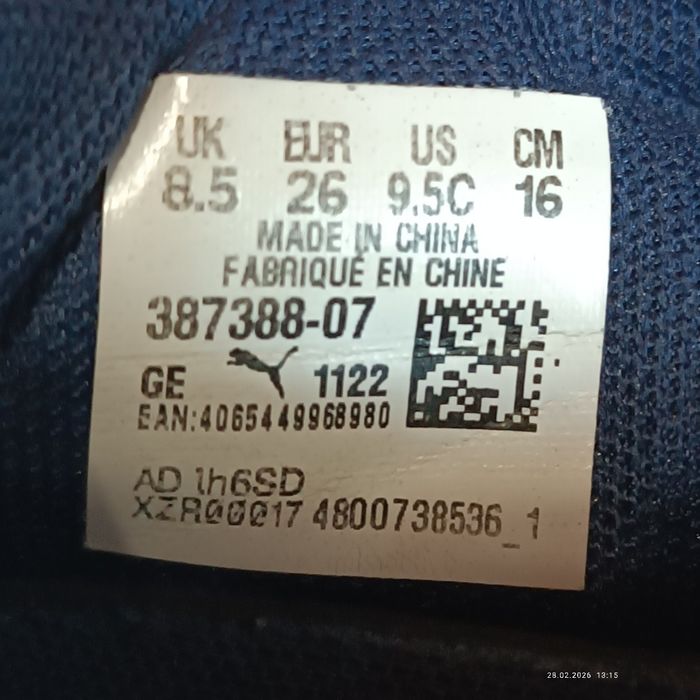 UK EUR US CM
8.5 26 9.5C 16
MADE IN CHINA
FABRIQUÉ EN CHINE
387388-07
GE 1122
EAN:4065449968980
AD 1h6SD
XZR00017 4800738536_1
28.02.2026 13:15